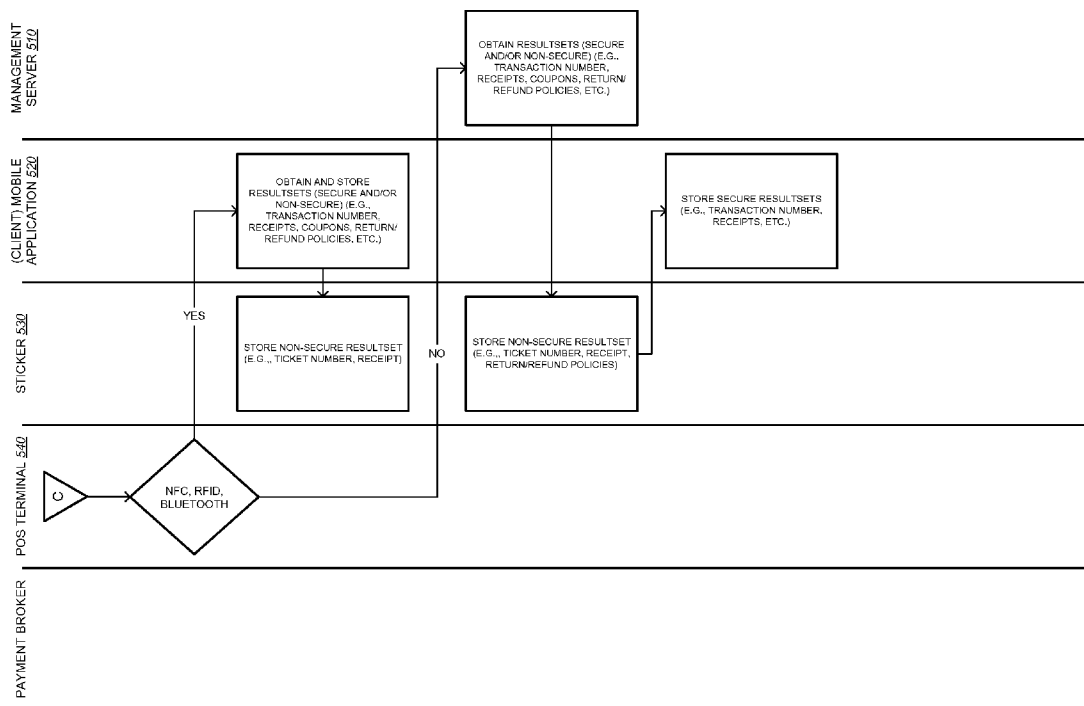 MANAGEMENT
SERVER 510
OBTAIN RESULTSETS (SECURE
AND/OR NON-SECURE) (E.G.,
TRANSACTION NUMBER,
RECEIPTS, COUPONS, RETURN/
REFUND POLICIES, ETC.)
(CLIENT) MOBILE
APPLICATION 520
OBTAIN AND STORE
RESULTSETS (SECURE AND/OR
NON-SECURE) (E.G.,
TRANSACTION NUMBER,
RECEIPTS, COUPONS, RETURN/
REFUND POLICIES, ETC.)
STORE SECURE RESULTSETS
(E.G., TRANSACTION NUMBER,
RECEIPTS, ETC.)
STICKER 530
YES
STORE NON-SECURE RESULTSET
(E.G.,, TICKET NUMBER, RECEIPT)
NO
STORE NON-SECURE RESULTSET
(E.G.,, TICKET NUMBER, RECEIPT,
RETURN/REFUND POLICIES)
POS TERMINAL 540
C
NFC, RFID,
BLUETOOTH
PAYMENT BROKER